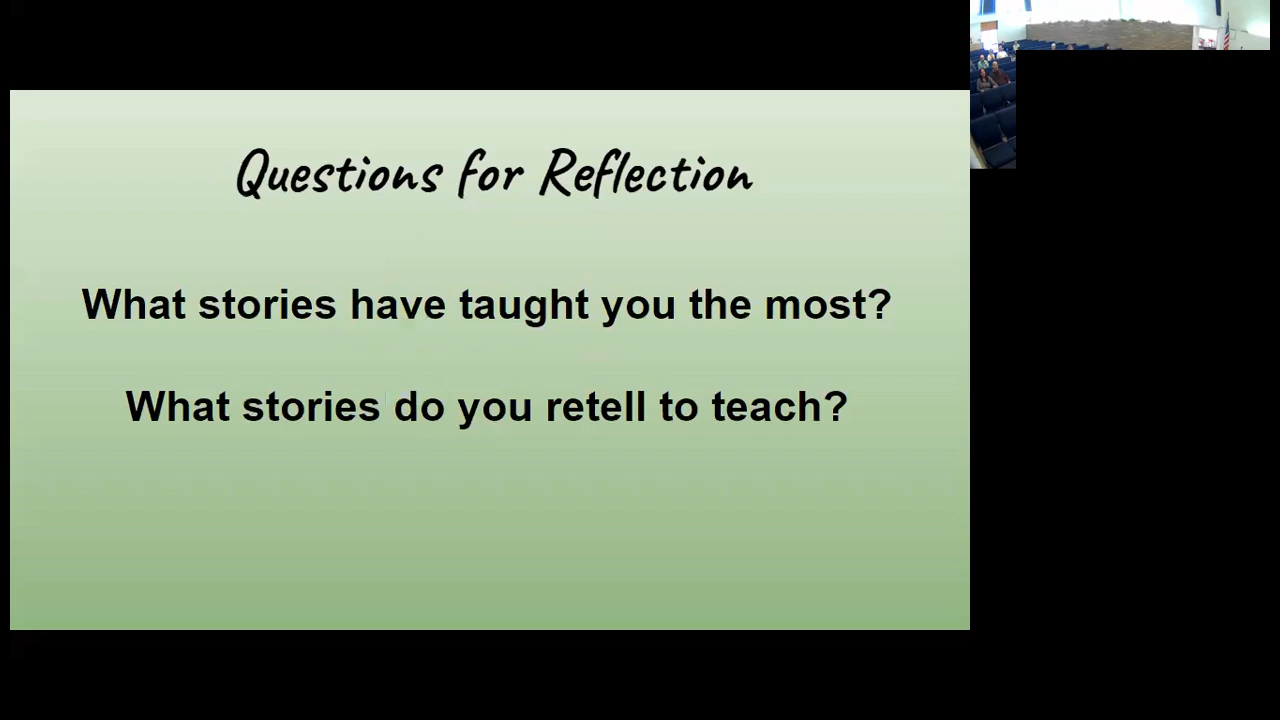 Questions for Reflection
What stories have taught you the most?
What stories do you retell to teach?